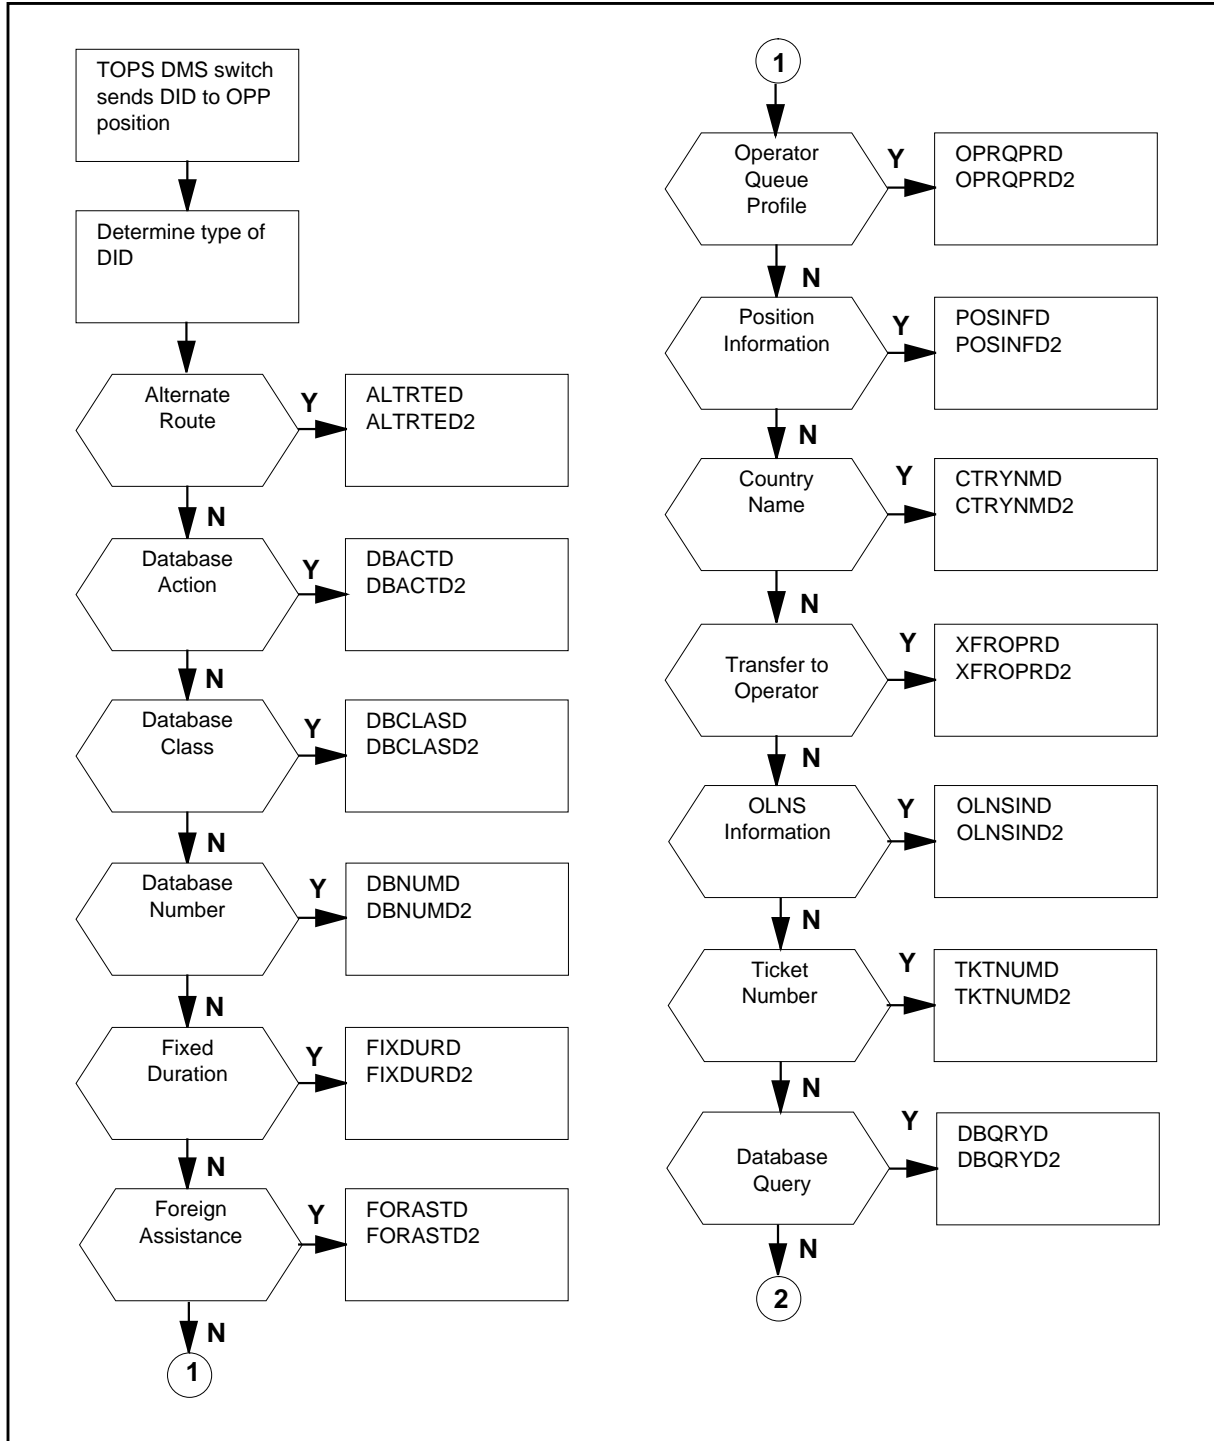 TOPS DMS switch
sends DID to OPP
position
Determine type of
DID
Alternate
Route
Y
ALTRTED
ALTRTED2
N
Database
Action
Y
DBACTD
DBACTD2
N
Database
Class
Y
DBCLASD
DBCLASD2
N
Database
Number
Y
DBNUMD
DBNUMD2
N
Fixed
Duration
Y
FIXDURD
FIXDURD2
N
Foreign
Assistance
Y
FORASTD
FORASTD2
N
1
1
Operator
Queue
Profile
Y
OPRQPRD
OPRQPRD2
N
Position
Information
Y
POSINFD
POSINFD2
N
Country
Name
Y
CTRYNMD
CTRYNMD2
N
Transfer to
Operator
Y
XFROPRD
XFROPRD2
N
OLNS
Information
Y
OLNSIND
OLNSIND2
N
Ticket
Number
Y
TKTNUMD
TKTNUMD2
N
Database
Query
Y
DBQRYD
DBQRYD2
N
2